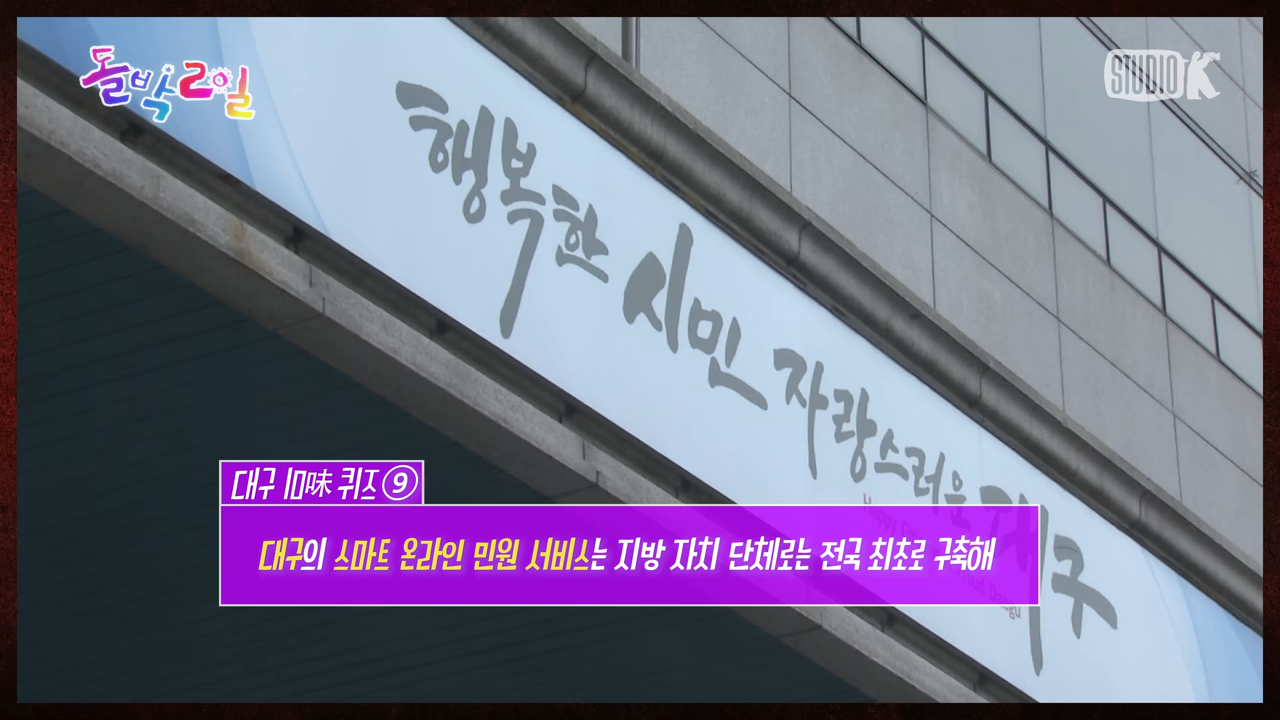 돌박2일
STUDIO K
행복한 시민 자랑스러운 대구
Happy
대구 10味 퀴즈⑨
대구의 스마트 온라인 민원 서비스는 지방 자치 단체로는 전국 최초로 구축해